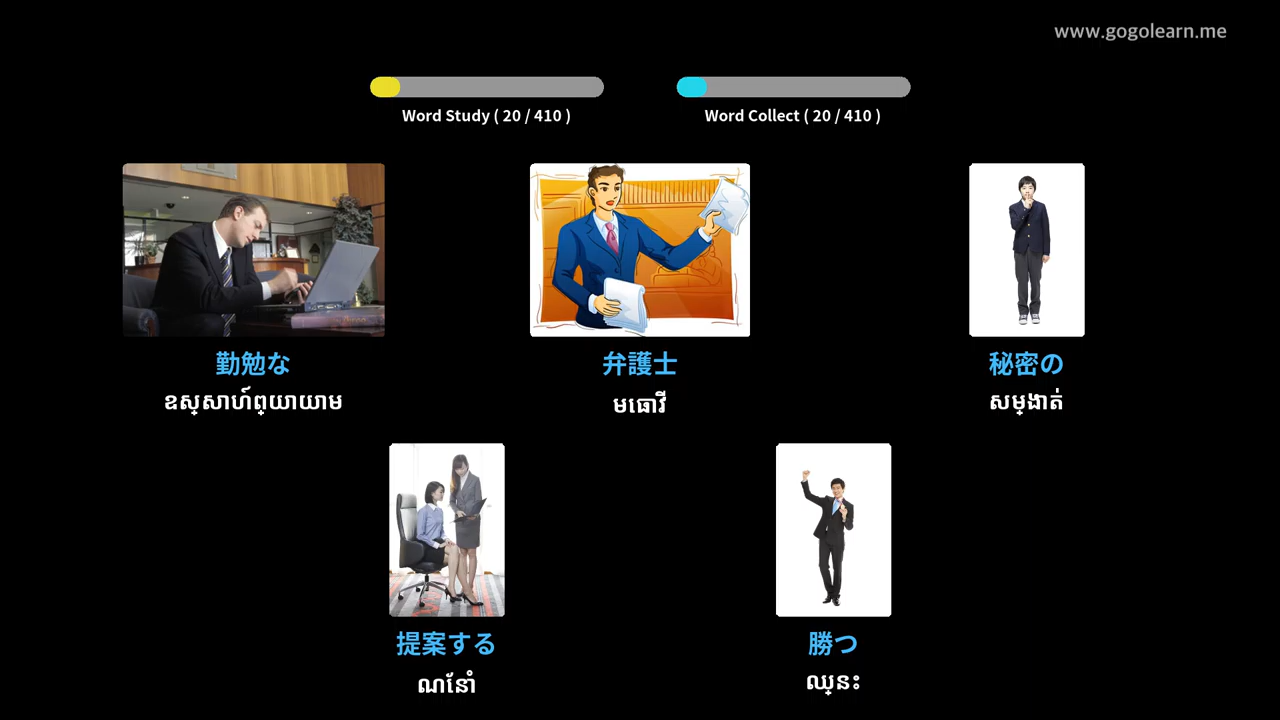 www.gogolearn.me
Word Study ( 20 / 410 )
Word Collect ( 20 / 410 )
勤勉な
ឧស្សាហ៍ព្យាយាម
弁護士
មេធាវី
秘密の
សម្ងាត់
提案する
ណែនាំ
勝つ
ឈ្នះ